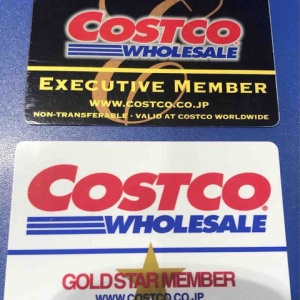 COSTCO
WHOLESALE
EXECUTIVE MEMBER
WWW.COSTCO.CO.JP
NON-TRANSFERABLE • VALID AT COSTCO WORLDWIDE
COSTCO®
WHOLESALE
GOLD STAR MEMBER
WWW.COSTCO.CO.JP